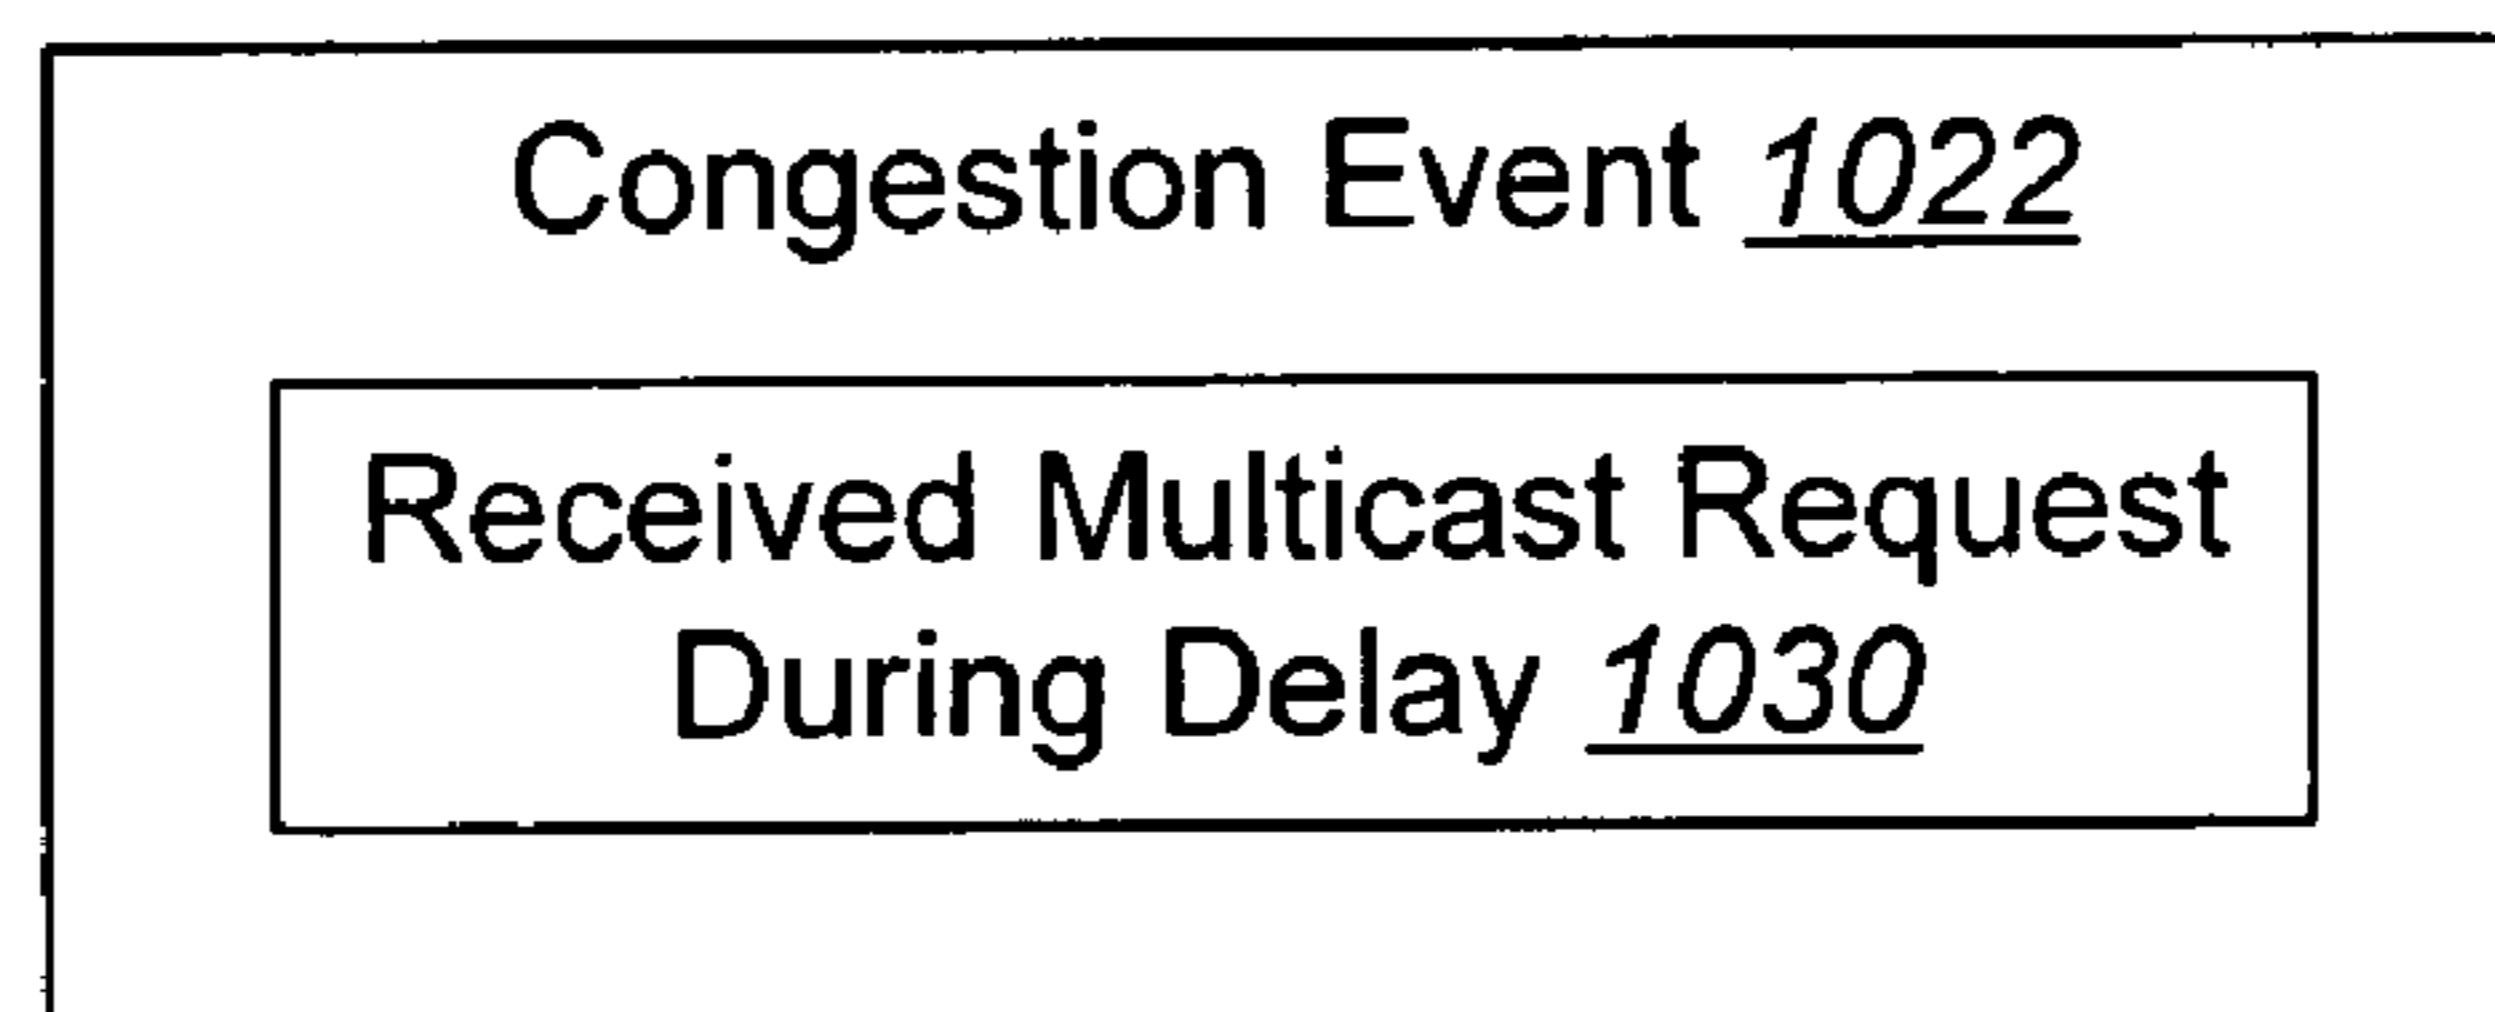 Congestion Event 1022
Received Multicast Request
During Delay 1030